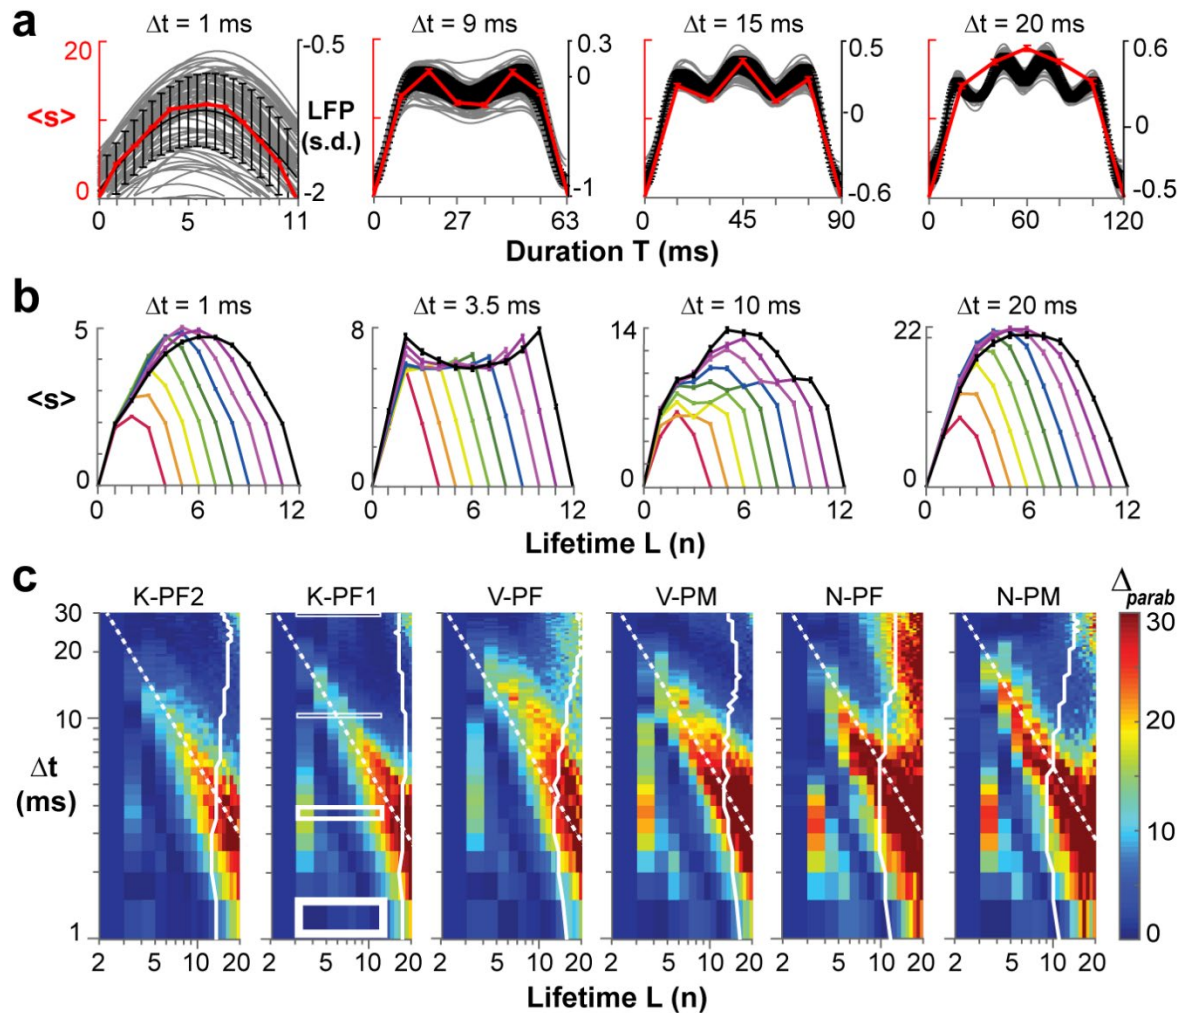 a
Δt = 1 ms
Δt = 9 ms
Δt = 15 ms
Δt = 20 ms
20
<s>
0
-0.5
LFP
(s.d.)
-2
0.3
0
-1
0.5
0
-0.6
0.6
0
-0.5
0 5 11
0 27 63
0 45 90
0 60 120
Duration T (ms)
b
Δt = 1 ms
Δt = 3.5 ms
Δt = 10 ms
Δt = 20 ms
<s>
5
0
8
0
14
0
22
0
0 6 12
0 6 12
0 6 12
0 6 12
Lifetime L (n)
c
K-PF2
K-PF1
V-PF
V-PM
N-PF
N-PM
Δparab
30
20
10
Δt
(ms)
1
30
20
10
0
2 5 10 20
2 5 10 20
2 5 10 20
2 5 10 20
2 5 10 20
2 5 10 20
Lifetime L (n)